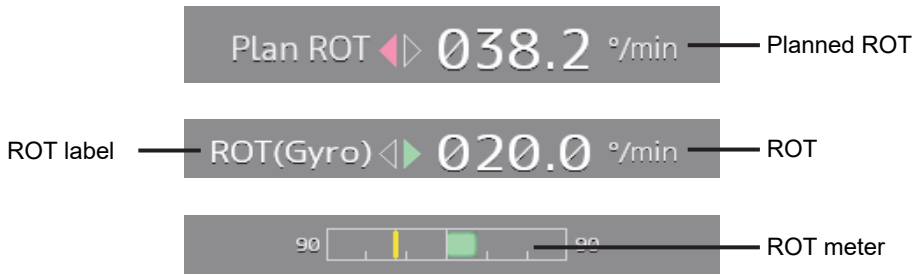 Plan ROT 038.2 °/min Planned ROT
ROT label ROT(Gyro) 020.0 °/min ROT
90 90 ROT meter